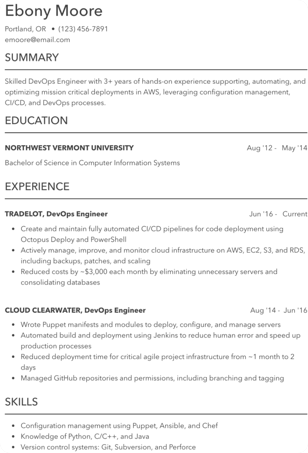 Ebony Moore
Portland, OR • (123) 456-7891
emoore@email.com
SUMMARY
Skilled DevOps Engineer with 3+ years of hands-on experience supporting, automating, and
optimizing mission critical deployments in AWS, leveraging configuration management,
CI/CD, and DevOps processes.
EDUCATION
NORTHWEST VERMONT UNIVERSITY Aug '12 - May '14
Bachelor of Science in Computer Information Systems
EXPERIENCE
TRADELOT, DevOps Engineer Jun '16 - Current
• Create and maintain fully automated CI/CD pipelines for code deployment using
Octopus Deploy and PowerShell
• Actively manage, improve, and monitor cloud infrastructure on AWS, EC2, S3, and RDS,
including backups, patches, and scaling
• Reduced costs by ~$3,000 each month by eliminating unnecessary servers and
consolidating databases
CLOUD CLEARWATER, DevOps Engineer Aug '14 - Jun '16
• Wrote Puppet manifests and modules to deploy, configure, and manage servers
• Automated build and deployment using Jenkins to reduce human error and speed up
production processes
• Reduced deployment time for critical agile project infrastructure from ~1 month to 2
days
• Managed GitHub repositories and permissions, including branching and tagging
SKILLS
• Configuration management using Puppet, Ansible, and Chef
• Knowledge of Python, C/C++, and Java
• Version control systems: Git, Subversion, and Perforce